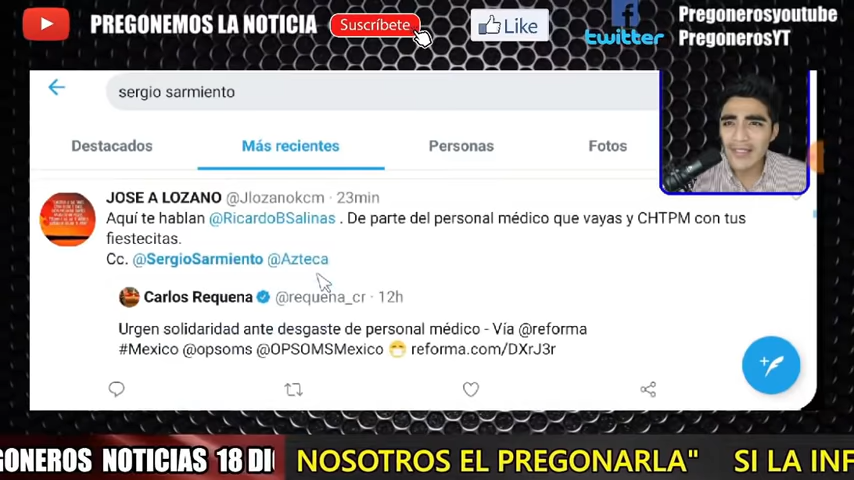 PREGONEMOS LA NOTICIA
Suscríbete
Like
twitter
Pregonerosyoutube
PregonerosYT
sergio sarmiento
Destacados
Más recientes
Personas
Fotos
JOSE A LOZANO @Jlozanokcm · 23min
Aquí te hablan @RicardoBSalinas . De parte del personal médico que vayas y CHTPM con tus
fiestecitas.
Cc. @SergioSarmiento @Azteca
Carlos Requena @requena_cr · 12h
Urgen solidaridad ante desgaste de personal médico - Vía @reforma
#Mexico @opsoms @OPSOMSMexico 😷 reforma.com/DXrJ3r
GONEROS NOTICIAS 18 DI
NOSOTROS EL PREGONARLA" SI LA INF